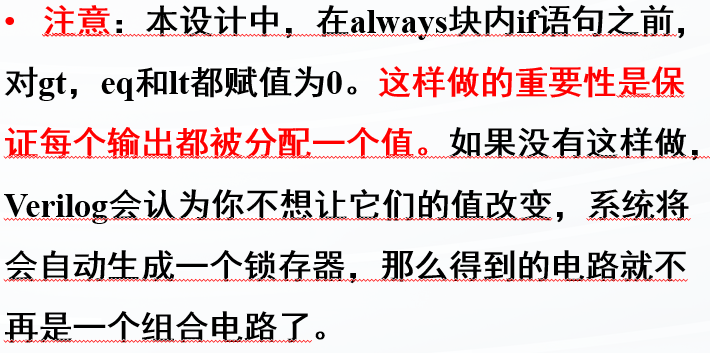 • 注意：本设计中，在always块内if语句之前，
对gt，eq和lt都赋值为0。这样做的重要性是保
证每个输出都被分配一个值。如果没有这样做，
Verilog会认为你不想让它们的值改变，系统将
会自动生成一个锁存器，那么得到的电路就不
再是一个组合电路了。